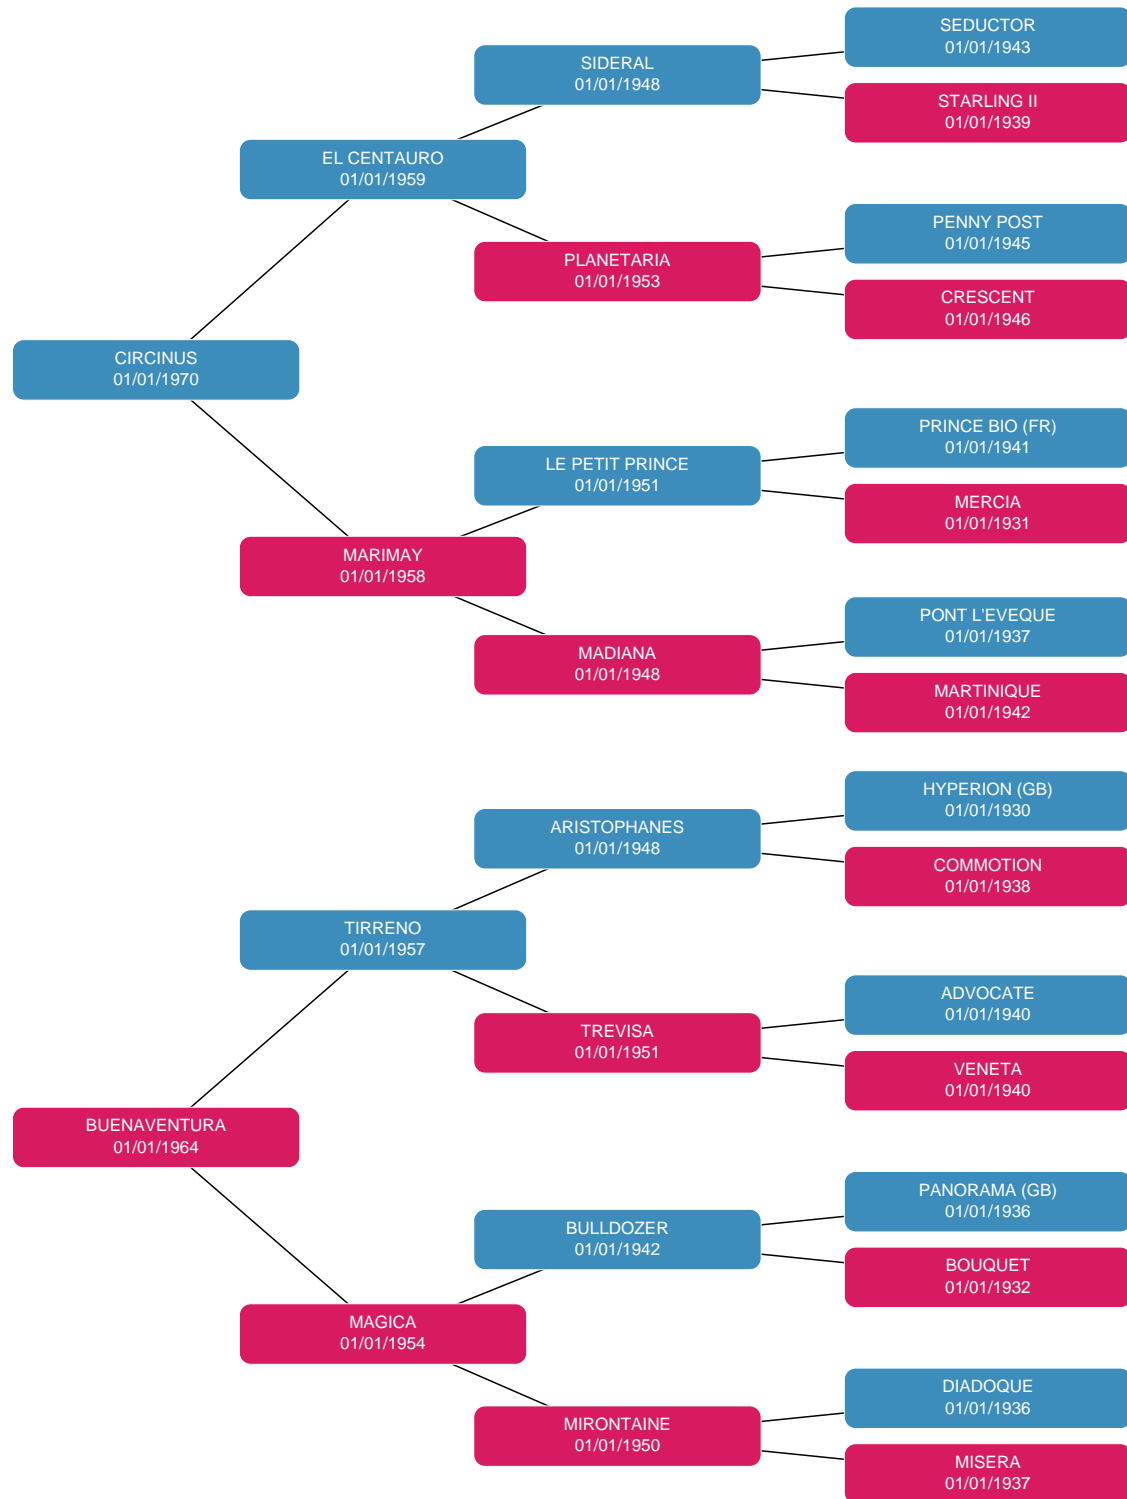 SEDUCTOR
01/01/1943
SIDERAL
01/01/1948
STARLING II
01/01/1939
EL CENTAURO
01/01/1959
PENNY POST
01/01/1945
PLANETARIA
01/01/1953
CRESCENT
01/01/1946
CIRCINUS
01/01/1970
PRINCE BIO (FR)
01/01/1941
LE PETIT PRINCE
01/01/1951
MERCIA
01/01/1931
MARIMAY
01/01/1958
PONT L'EVEQUE
01/01/1937
MADIANA
01/01/1948
MARTINIQUE
01/01/1942
HYPERION (GB)
01/01/1930
ARISTOPHANES
01/01/1948
COMMOTION
01/01/1938
TIRRENO
01/01/1957
ADVOCATE
01/01/1940
TREVISA
01/01/1951
VENETA
01/01/1940
BUENAVENTURA
01/01/1964
PANORAMA (GB)
01/01/1936
BULLDOZER
01/01/1942
BOUQUET
01/01/1932
MAGICA
01/01/1954
DIADOQUE
01/01/1936
MIRONTAINE
01/01/1950
MISERA
01/01/1937